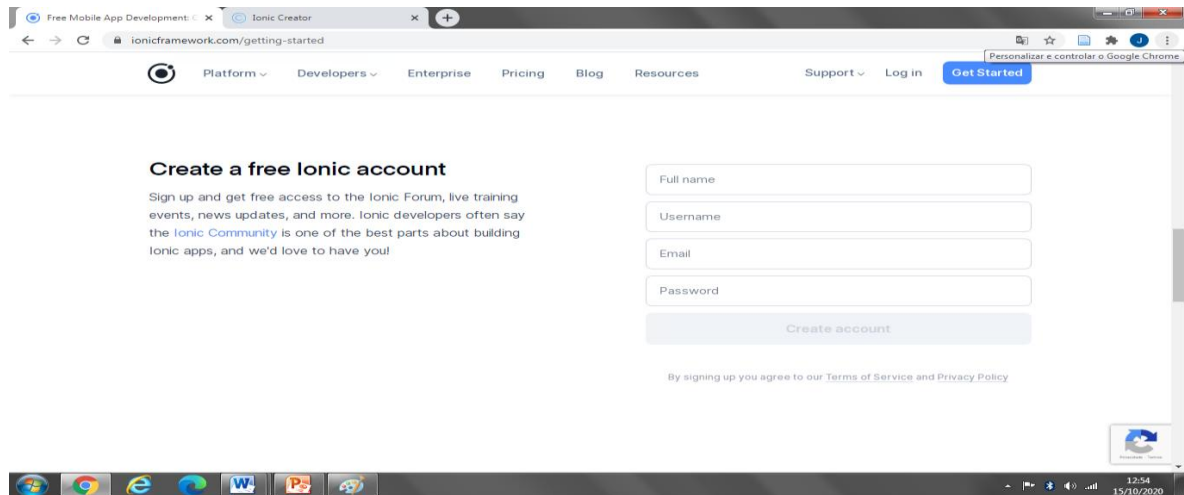 Free Mobile App Development:
Ionic Creator
ionicframework.com/getting-started
Personalizar e controlar o Google Chrome
Platform
Developers
Enterprise
Pricing
Blog
Resources
Support
Log in
Get Started
Create a free Ionic account
Sign up and get free access to the Ionic Forum, live training
events, news updates, and more. Ionic developers often say
the Ionic Community is one of the best parts about building
Ionic apps, and we'd love to have you!
Full name
Username
Email
Password
Create account
By signing up you agree to our Terms of Service and Privacy Policy
12:54
15/10/2020